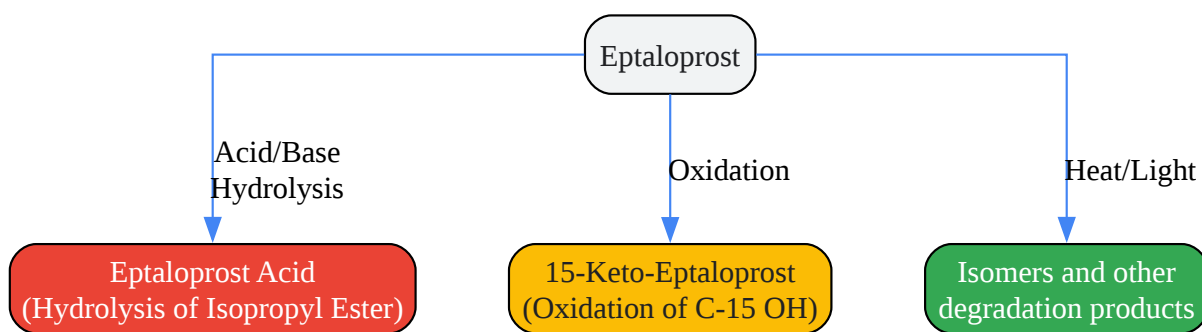 Eptaloprost
Acid/Base
Hydrolysis
Oxidation
Heat/Light
Eptaloprost Acid
(Hydrolysis of Isopropyl Ester)
15-Keto-Eptaloprost
(Oxidation of C-15 OH)
Isomers and other
degradation products